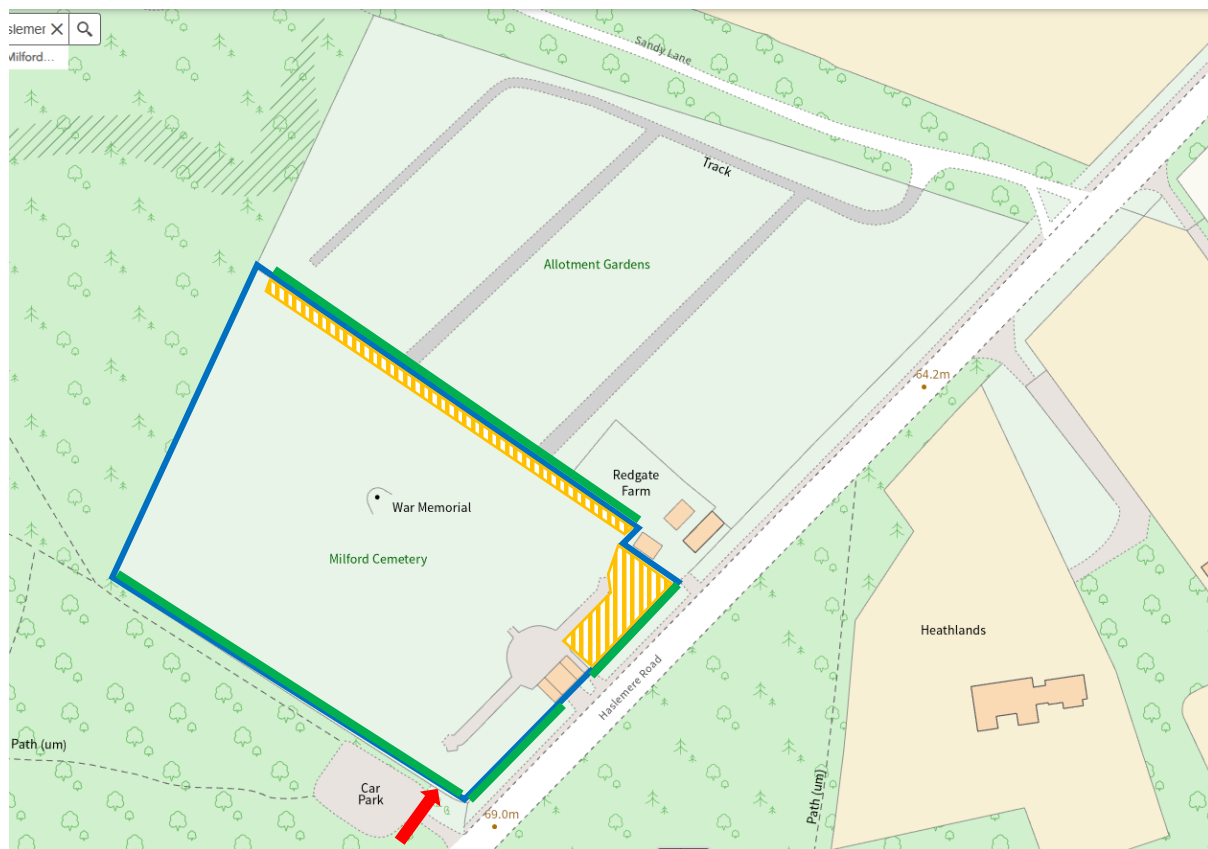 slemer
Milford...
Sandy Lane
Track
Allotment Gardens
64.2m
Redgate
Farm
War Memorial
Milford Cemetery
Heathlands
Haslemere Road
Path (um)
Car
Park
Path (um)
69.0m